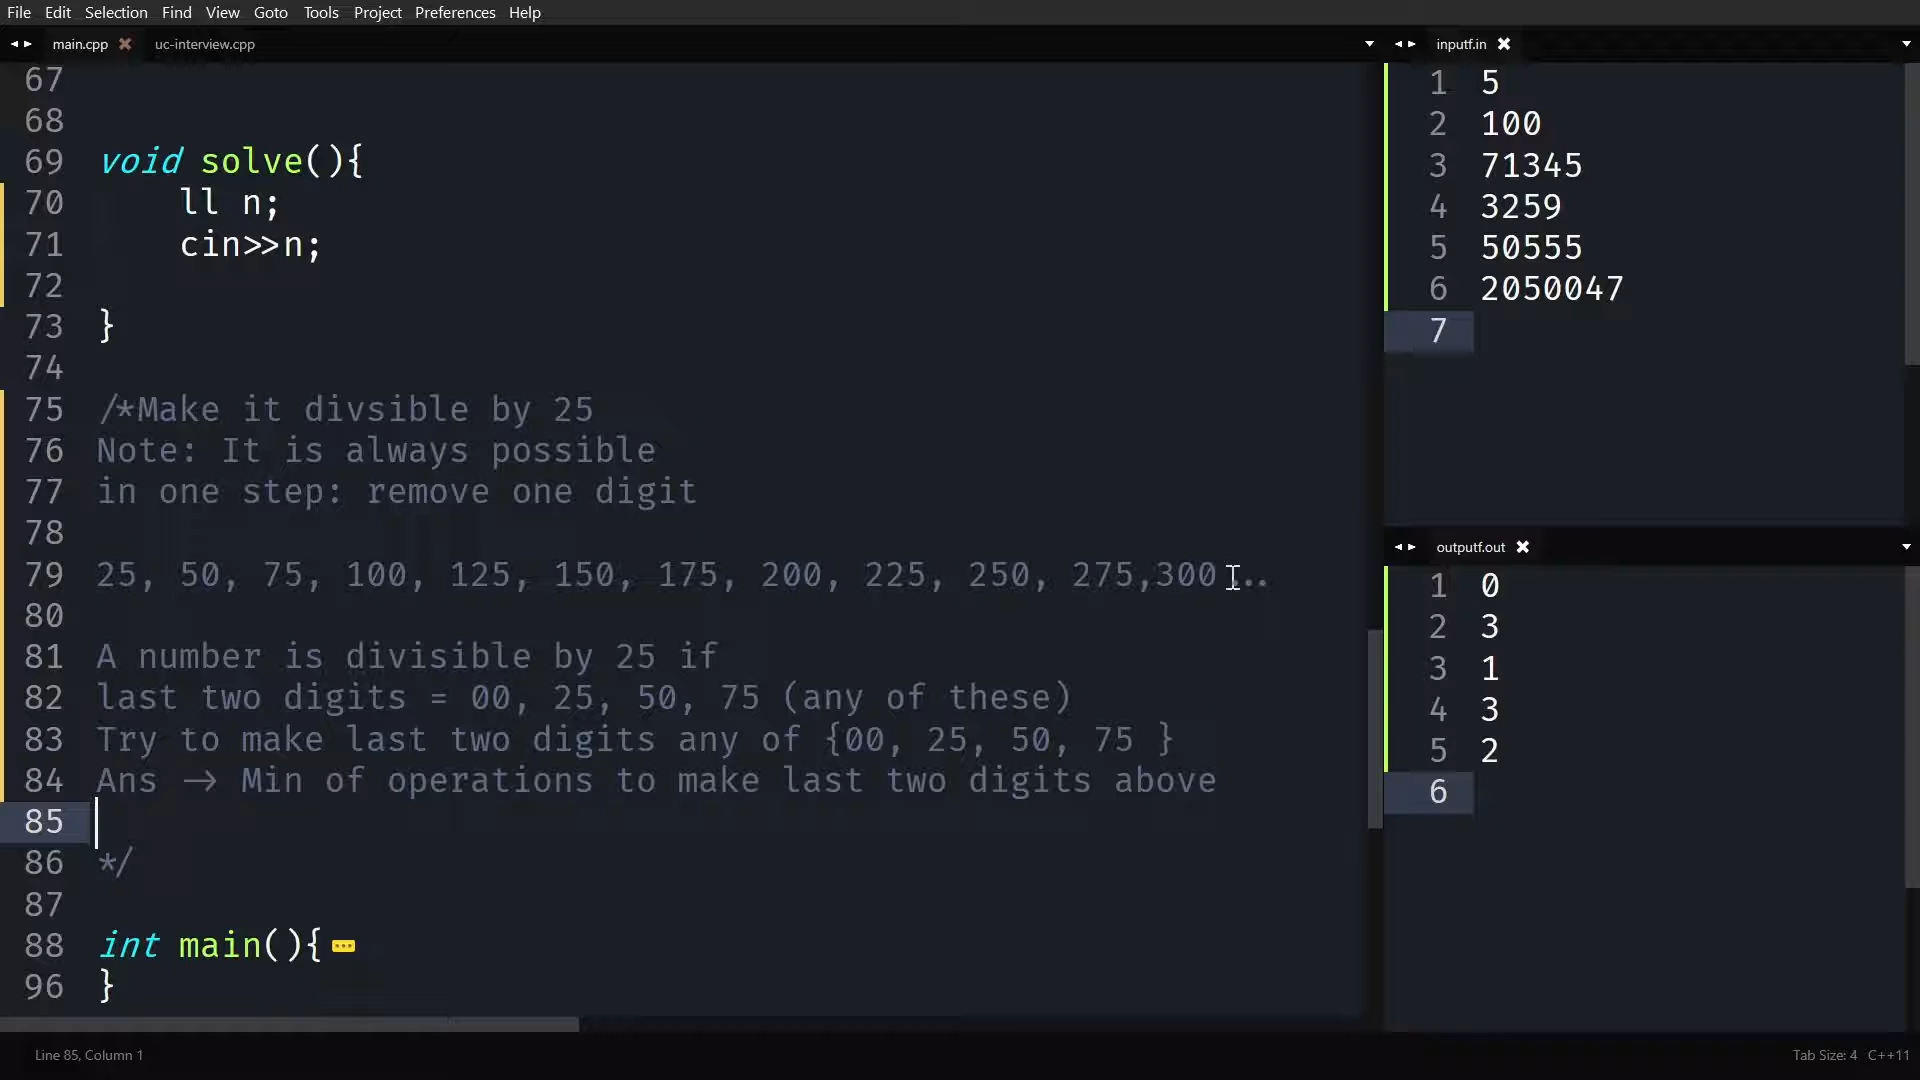 File Edit Selection Find View Goto Tools Project Preferences Help
main.cpp uc-interview.cpp
67
68
69 void solve(){
70 ll n;
71 cin>>n;
72
73 }
74
75 /*Make it divsible by 25
76 Note: It is always possible
77 in one step: remove one digit
78
79 25, 50, 75, 100, 125, 150, 175, 200, 225, 250, 275,300...
80
81 A number is divisible by 25 if
82 last two digits = 00, 25, 50, 75 (any of these)
83 Try to make last two digits any of {00, 25, 50, 75 }
84 Ans -> Min of operations to make last two digits above
85
86 */
87
88 int main(){
96 }
inputf.in
1 5
2 100
3 71345
4 3259
5 50555
6 2050047
7
outputf.out
1 0
2 3
3 1
4 3
5 2
6
Line 85, Column 1
Tab Size: 4 C++11